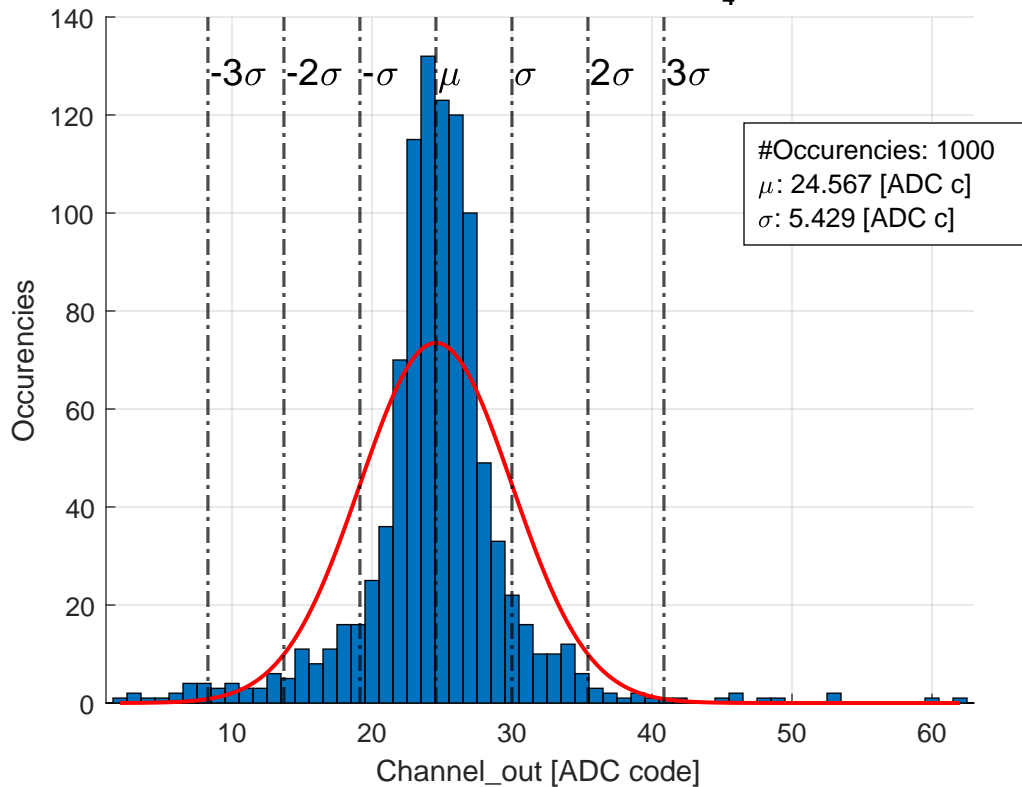 4
140
120
100
80
60
40
20
0
-3σ
-2σ
-σ
μ
σ
2σ
3σ
#Occurencies: 1000
μ: 24.567 [ADC c]
σ: 5.429 [ADC c]
Occurencies
10
20
30
40
50
60
Channel_out [ADC code]